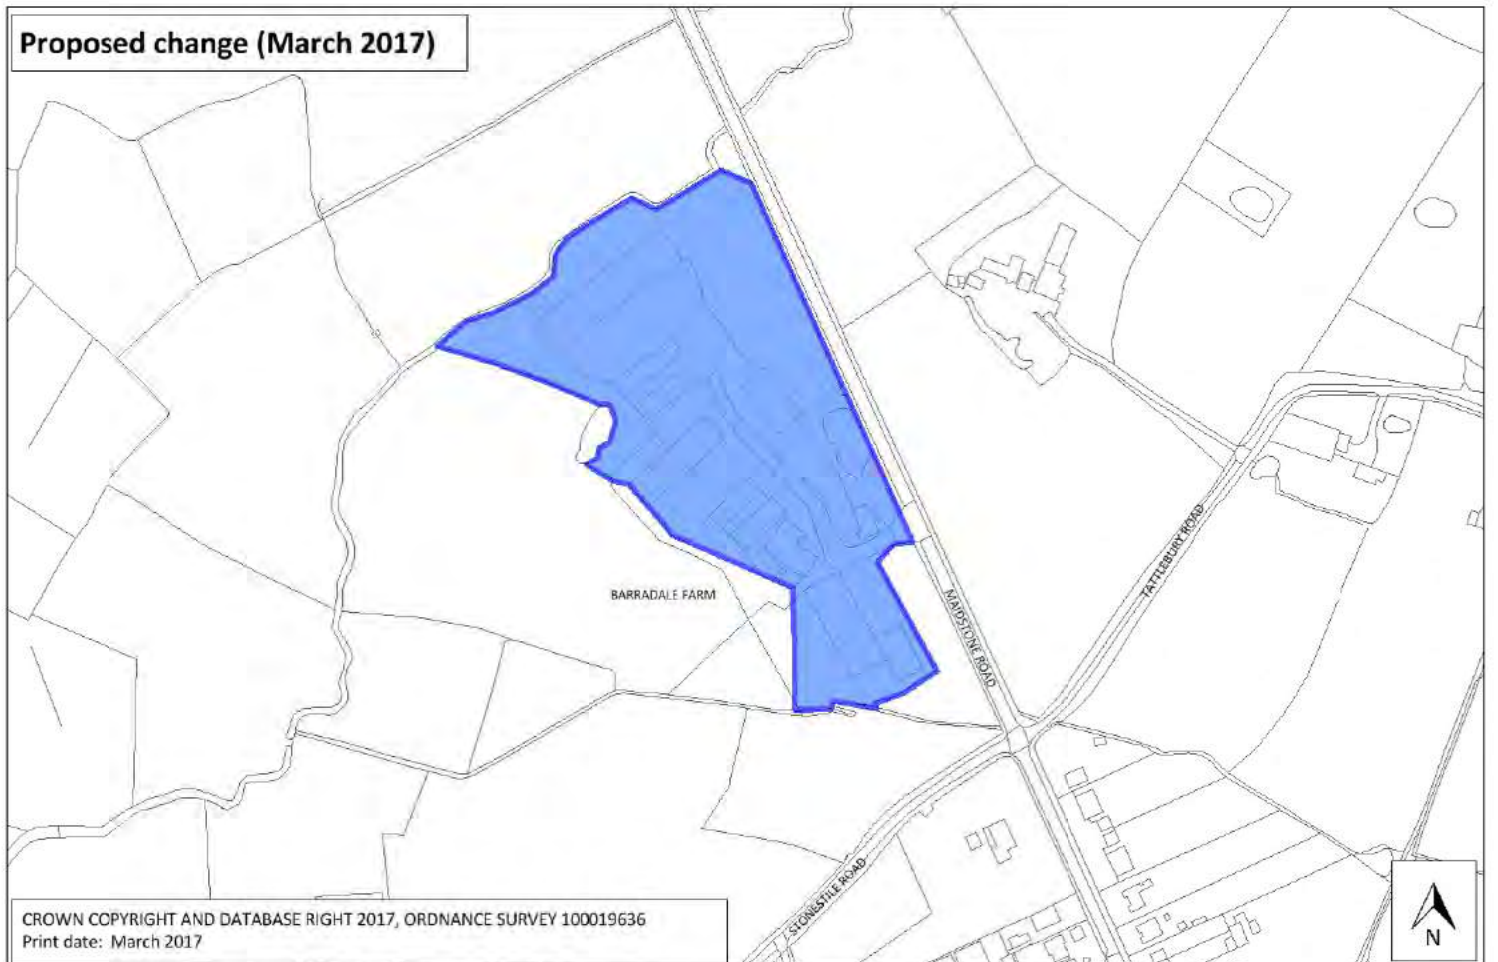 Proposed change (March 2017)
TATTLEBURY ROAD
BARRADALE FARM
MAIDSTONE ROAD
STONESTILE ROAD
CROWN COPYRIGHT AND DATABASE RIGHT 2017, ORDNANCE SURVEY 100019636
Print date: March 2017
N